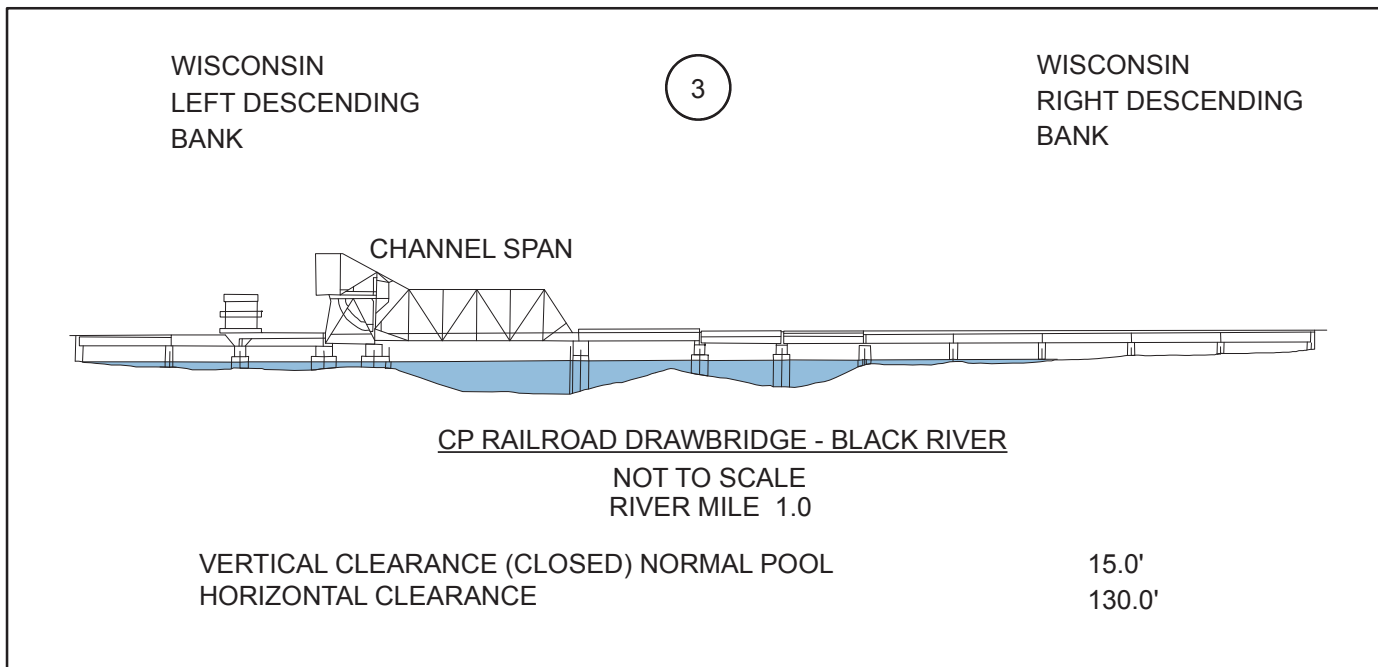 WISCONSIN
LEFT DESCENDING
BANK
3
WISCONSIN
RIGHT DESCENDING
BANK
CHANNEL SPAN
CP RAILROAD DRAWBRIDGE - BLACK RIVER
NOT TO SCALE
RIVER MILE 1.0
VERTICAL CLEARANCE (CLOSED) NORMAL POOL 15.0'
HORIZONTAL CLEARANCE 130.0'